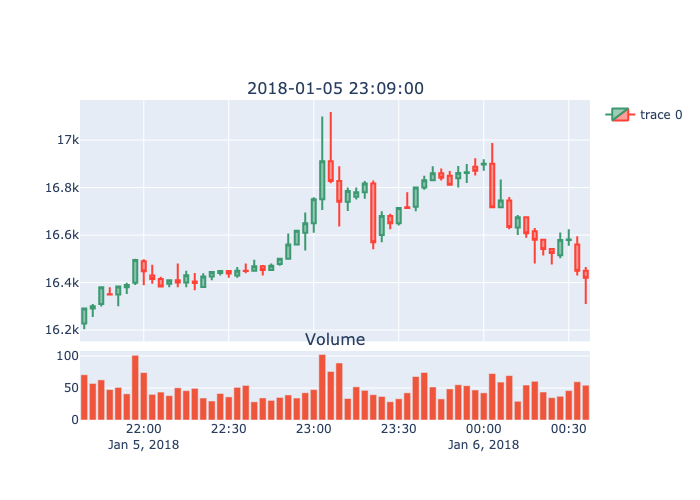 2018-01-05 23:09:00
trace 0
17k
16.8k
16.6k
16.4k
16.2k
Volume
100
50
0
22:00 22:30 23:00 23:30 00:00 00:30
Jan 5, 2018 Jan 6, 2018